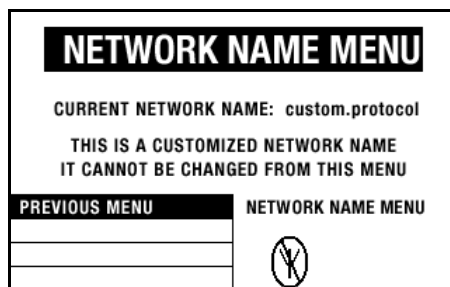 NETWORK NAME MENU
CURRENT NETWORK NAME: custom.protocol
THIS IS A CUSTOMIZED NETWORK NAME
IT CANNOT BE CHANGED FROM THIS MENU
PREVIOUS MENU
NETWORK NAME MENU